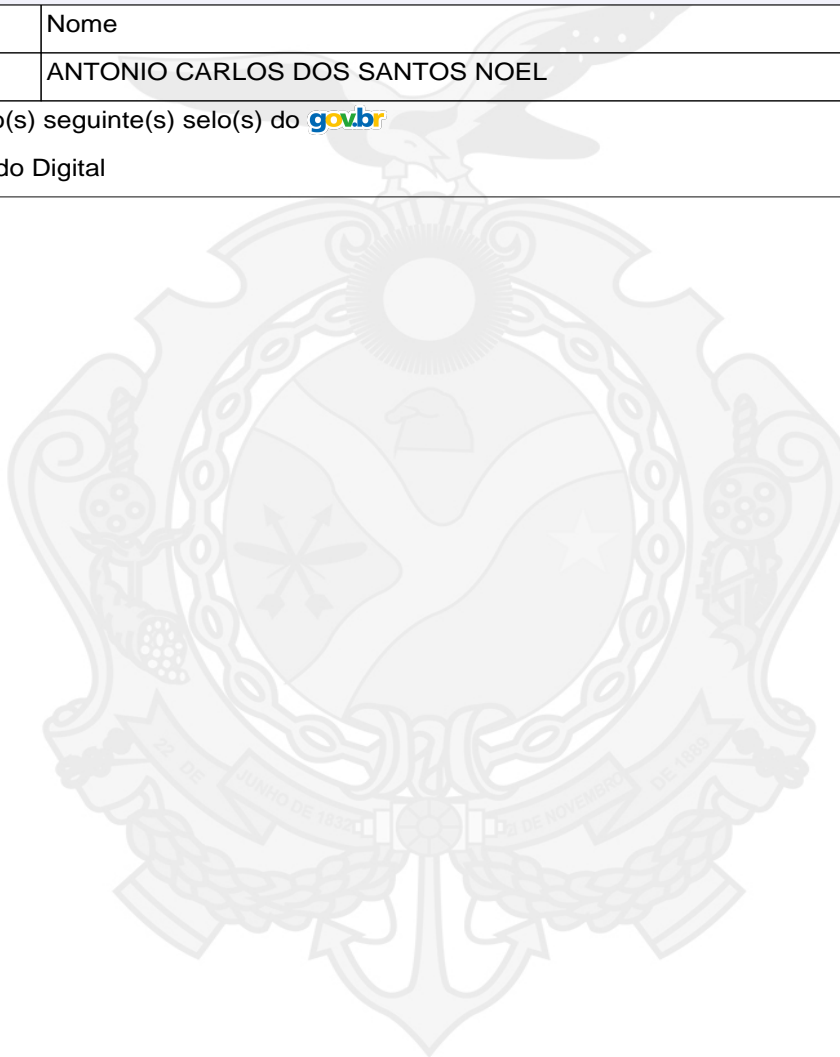 Nome
ANTONIO CARLOS DOS SANTOS NOEL
o(s) seguinte(s) selo(s) do gov.br
do Digital
22 DE
JUNHO DE 1832
3 DE NOVEMBRO
DE 1889